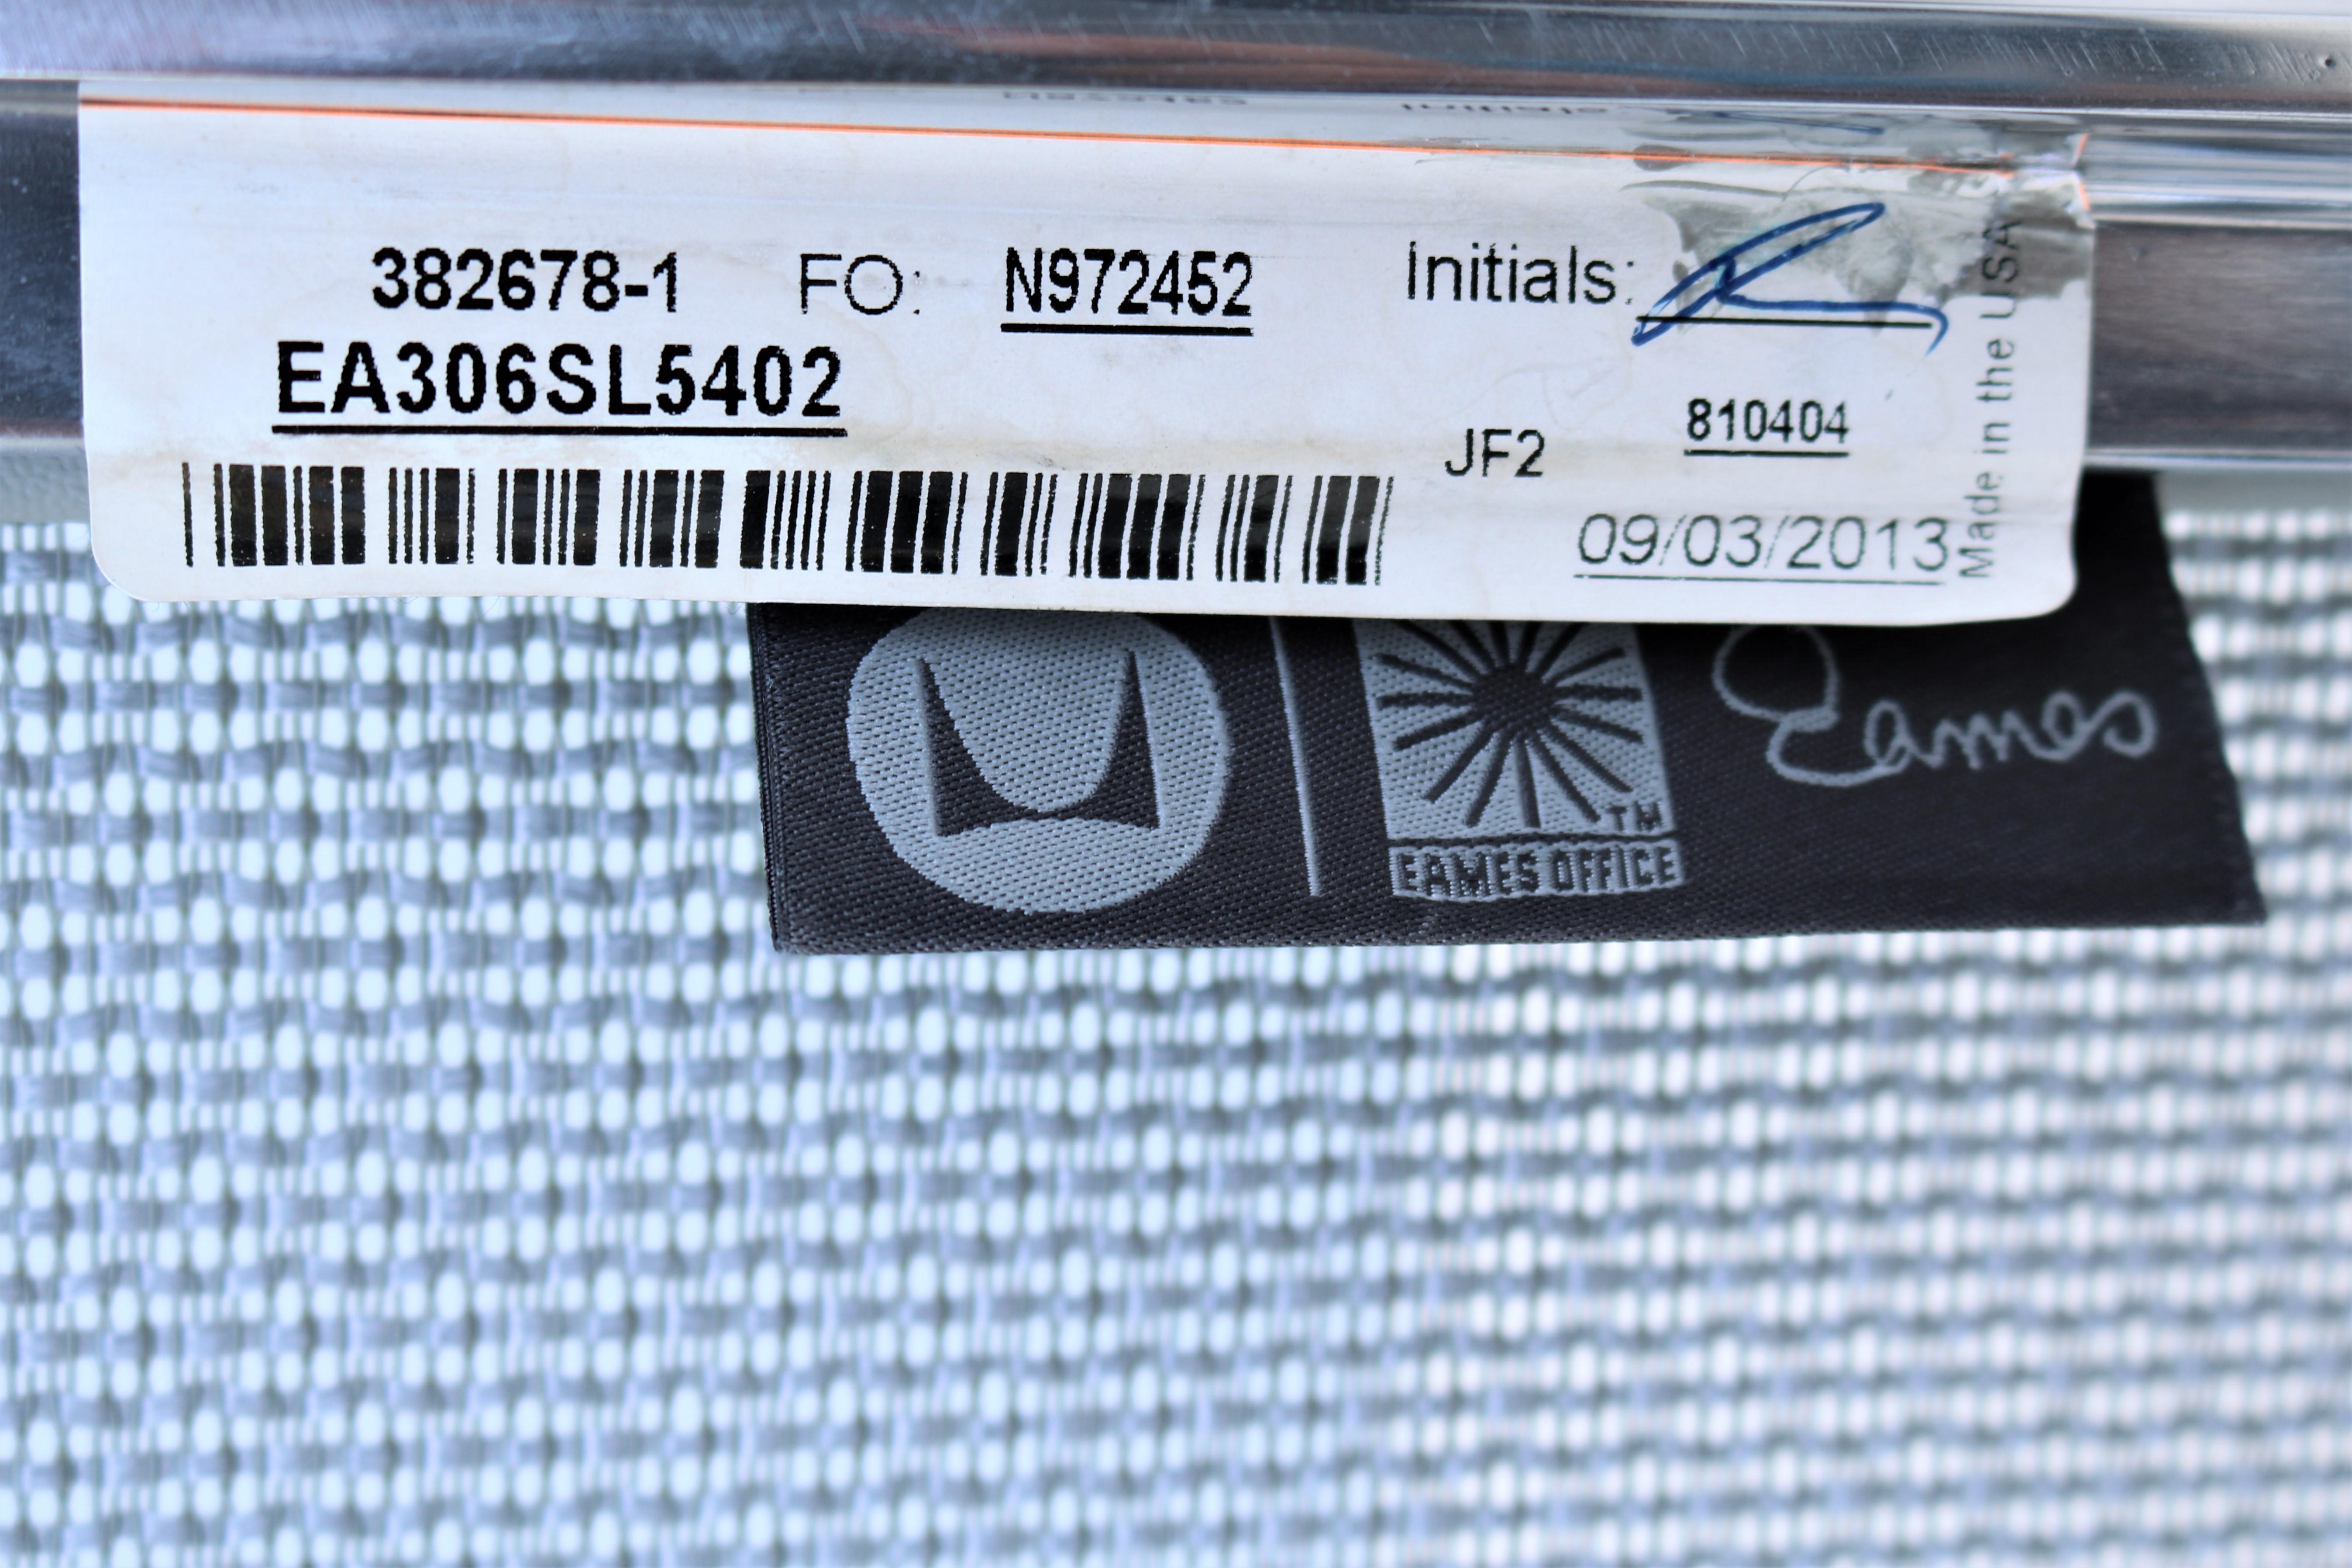 382678-1 FO: N972452 Initials:
EA306SL5402
810404
JF2
09/03/2013
Made in the USA
Eames
TM
EAMES OFFICE